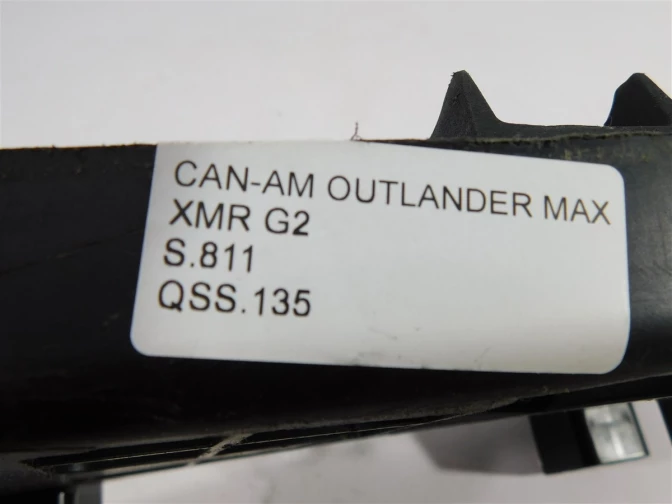 CAN-AM OUTLANDER MAX
XMR G2
S.811
QSS.135